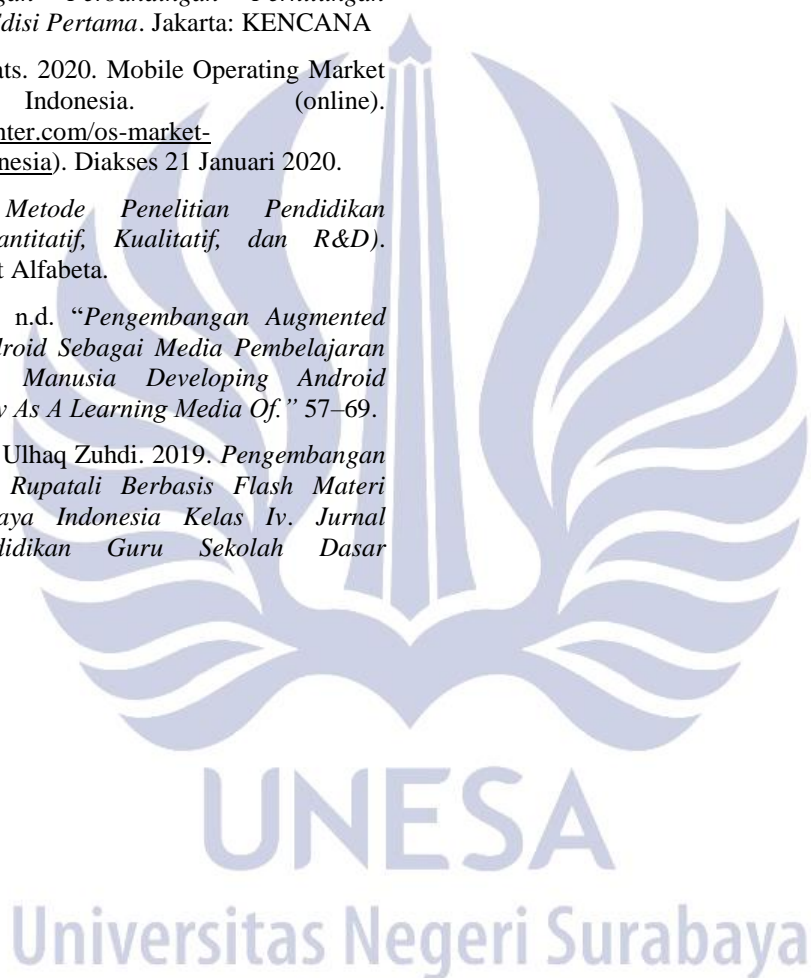 Jakarta: KENCANA
2020. Mobile Operating Market
Indonesia. (online).
nter.com/os-market-
nesia). Diakses 21 Januari 2020.
Metode Penelitian Pendidikan
antitatif, Kualitatif, dan R&D).
t Alfabeta.
n.d. “Pengembangan Augmented
droid Sebagai Media Pembelajaran
Manusia Developing Android
As A Learning Media Of.” 57–69.
Ulhaq Zuhdi. 2019. Pengembangan
Rupatali Berbasis Flash Materi
aya Indonesia Kelas Iv. Jurnal
didikan Guru Sekolah Dasar
UNESA
Universitas Negeri Surabaya